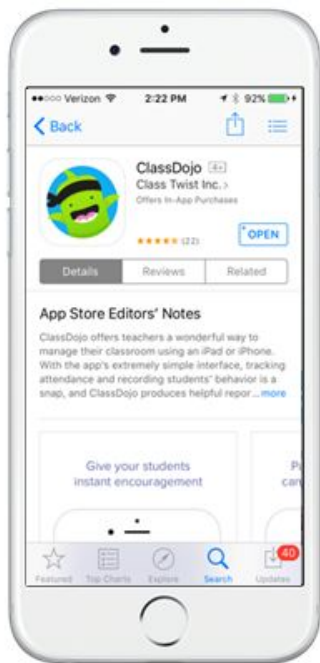 Verizon 2:22 PM 92%
Back
ClassDojo 4+
Class Twist Inc. >
Offers In-App Purchases
(22) OPEN
Details Reviews Related
App Store Editors' Notes
ClassDojo offers teachers a wonderful way to
manage their classroom using an iPad or iPhone.
With the app's extremely simple interface, tracking
attendance and recording students' behavior is a
snap, and ClassDojo produces helpful repor... more
Give your students
instant encouragement
P
can
40
Featured Top Charts Explore Search Updates